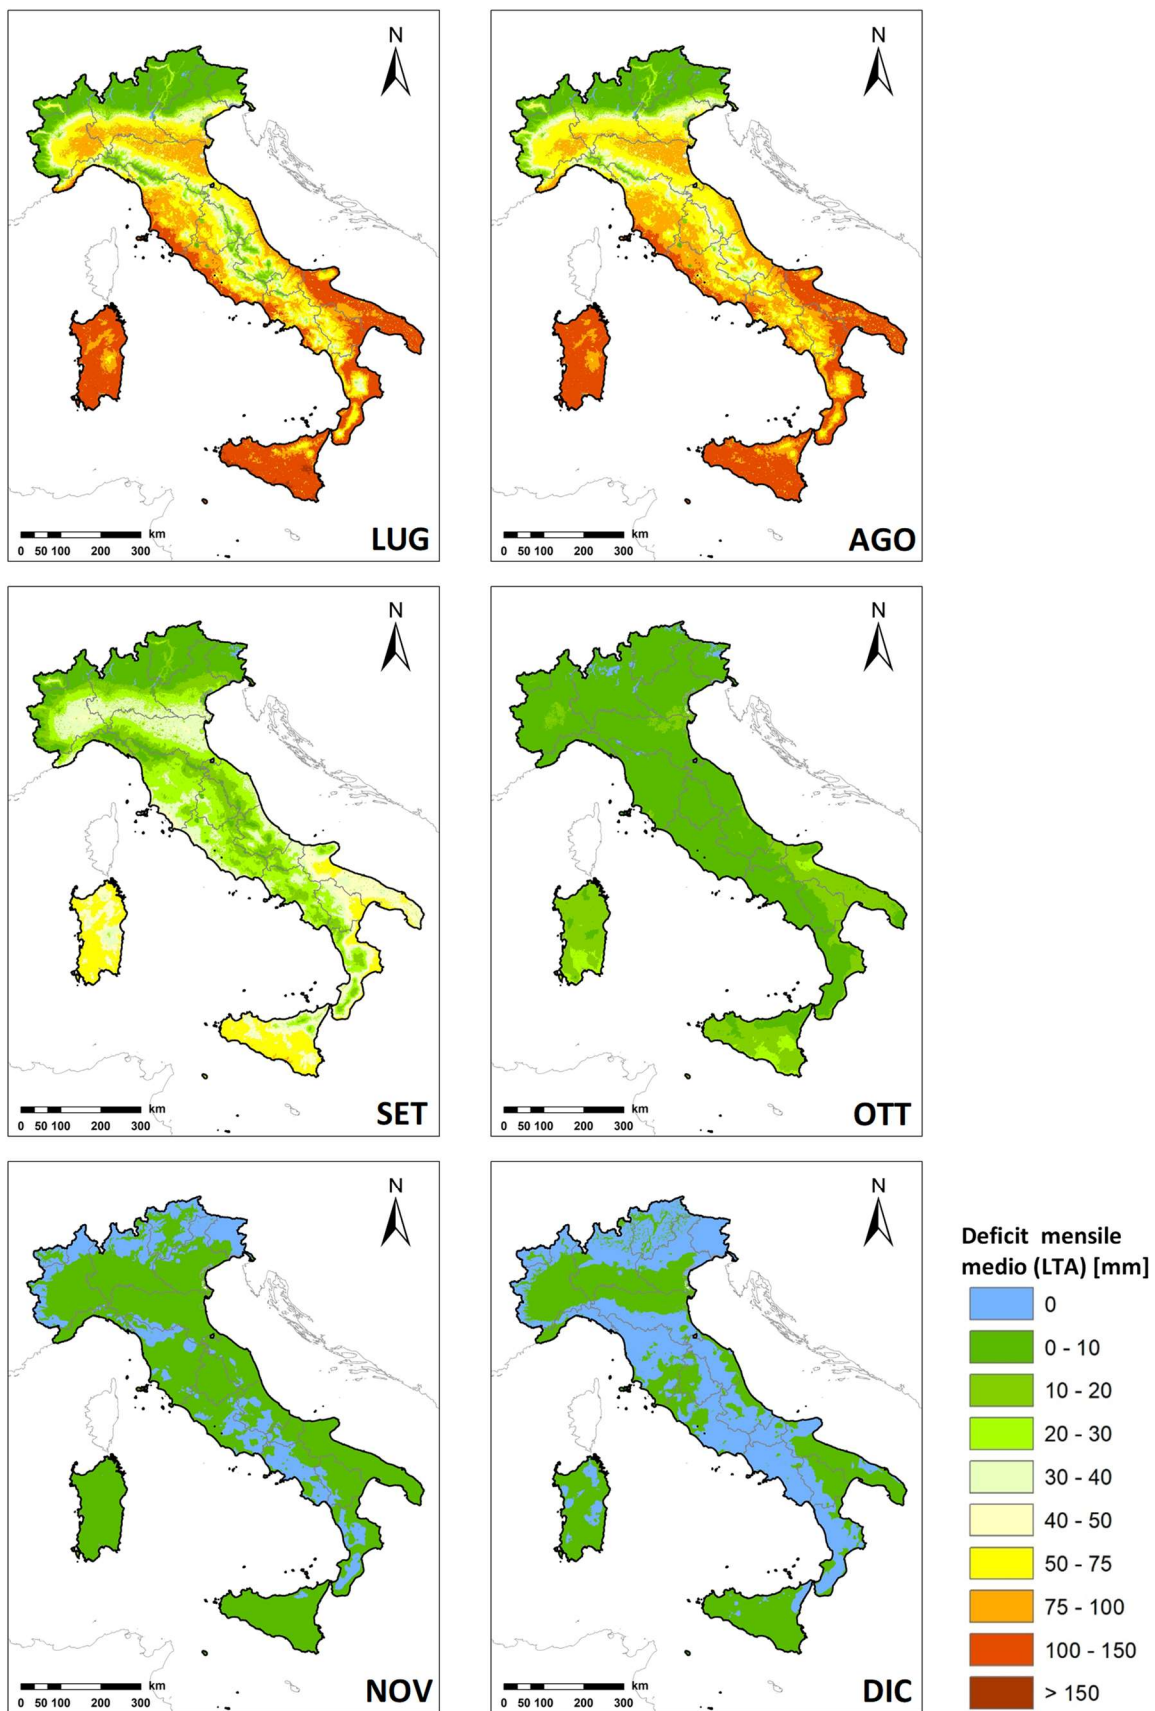 N
km
0 50 100 200 300
LUG
N
km
0 50 100 200 300
AGO
N
km
0 50 100 200 300
SET
N
km
0 50 100 200 300
OTT
N
km
0 50 100 200 300
NOV
N
km
0 50 100 200 300
DIC
Deficit mensile
medio (LTA) [mm]
0
0 - 10
10 - 20
20 - 30
30 - 40
40 - 50
50 - 75
75 - 100
100 - 150
> 150